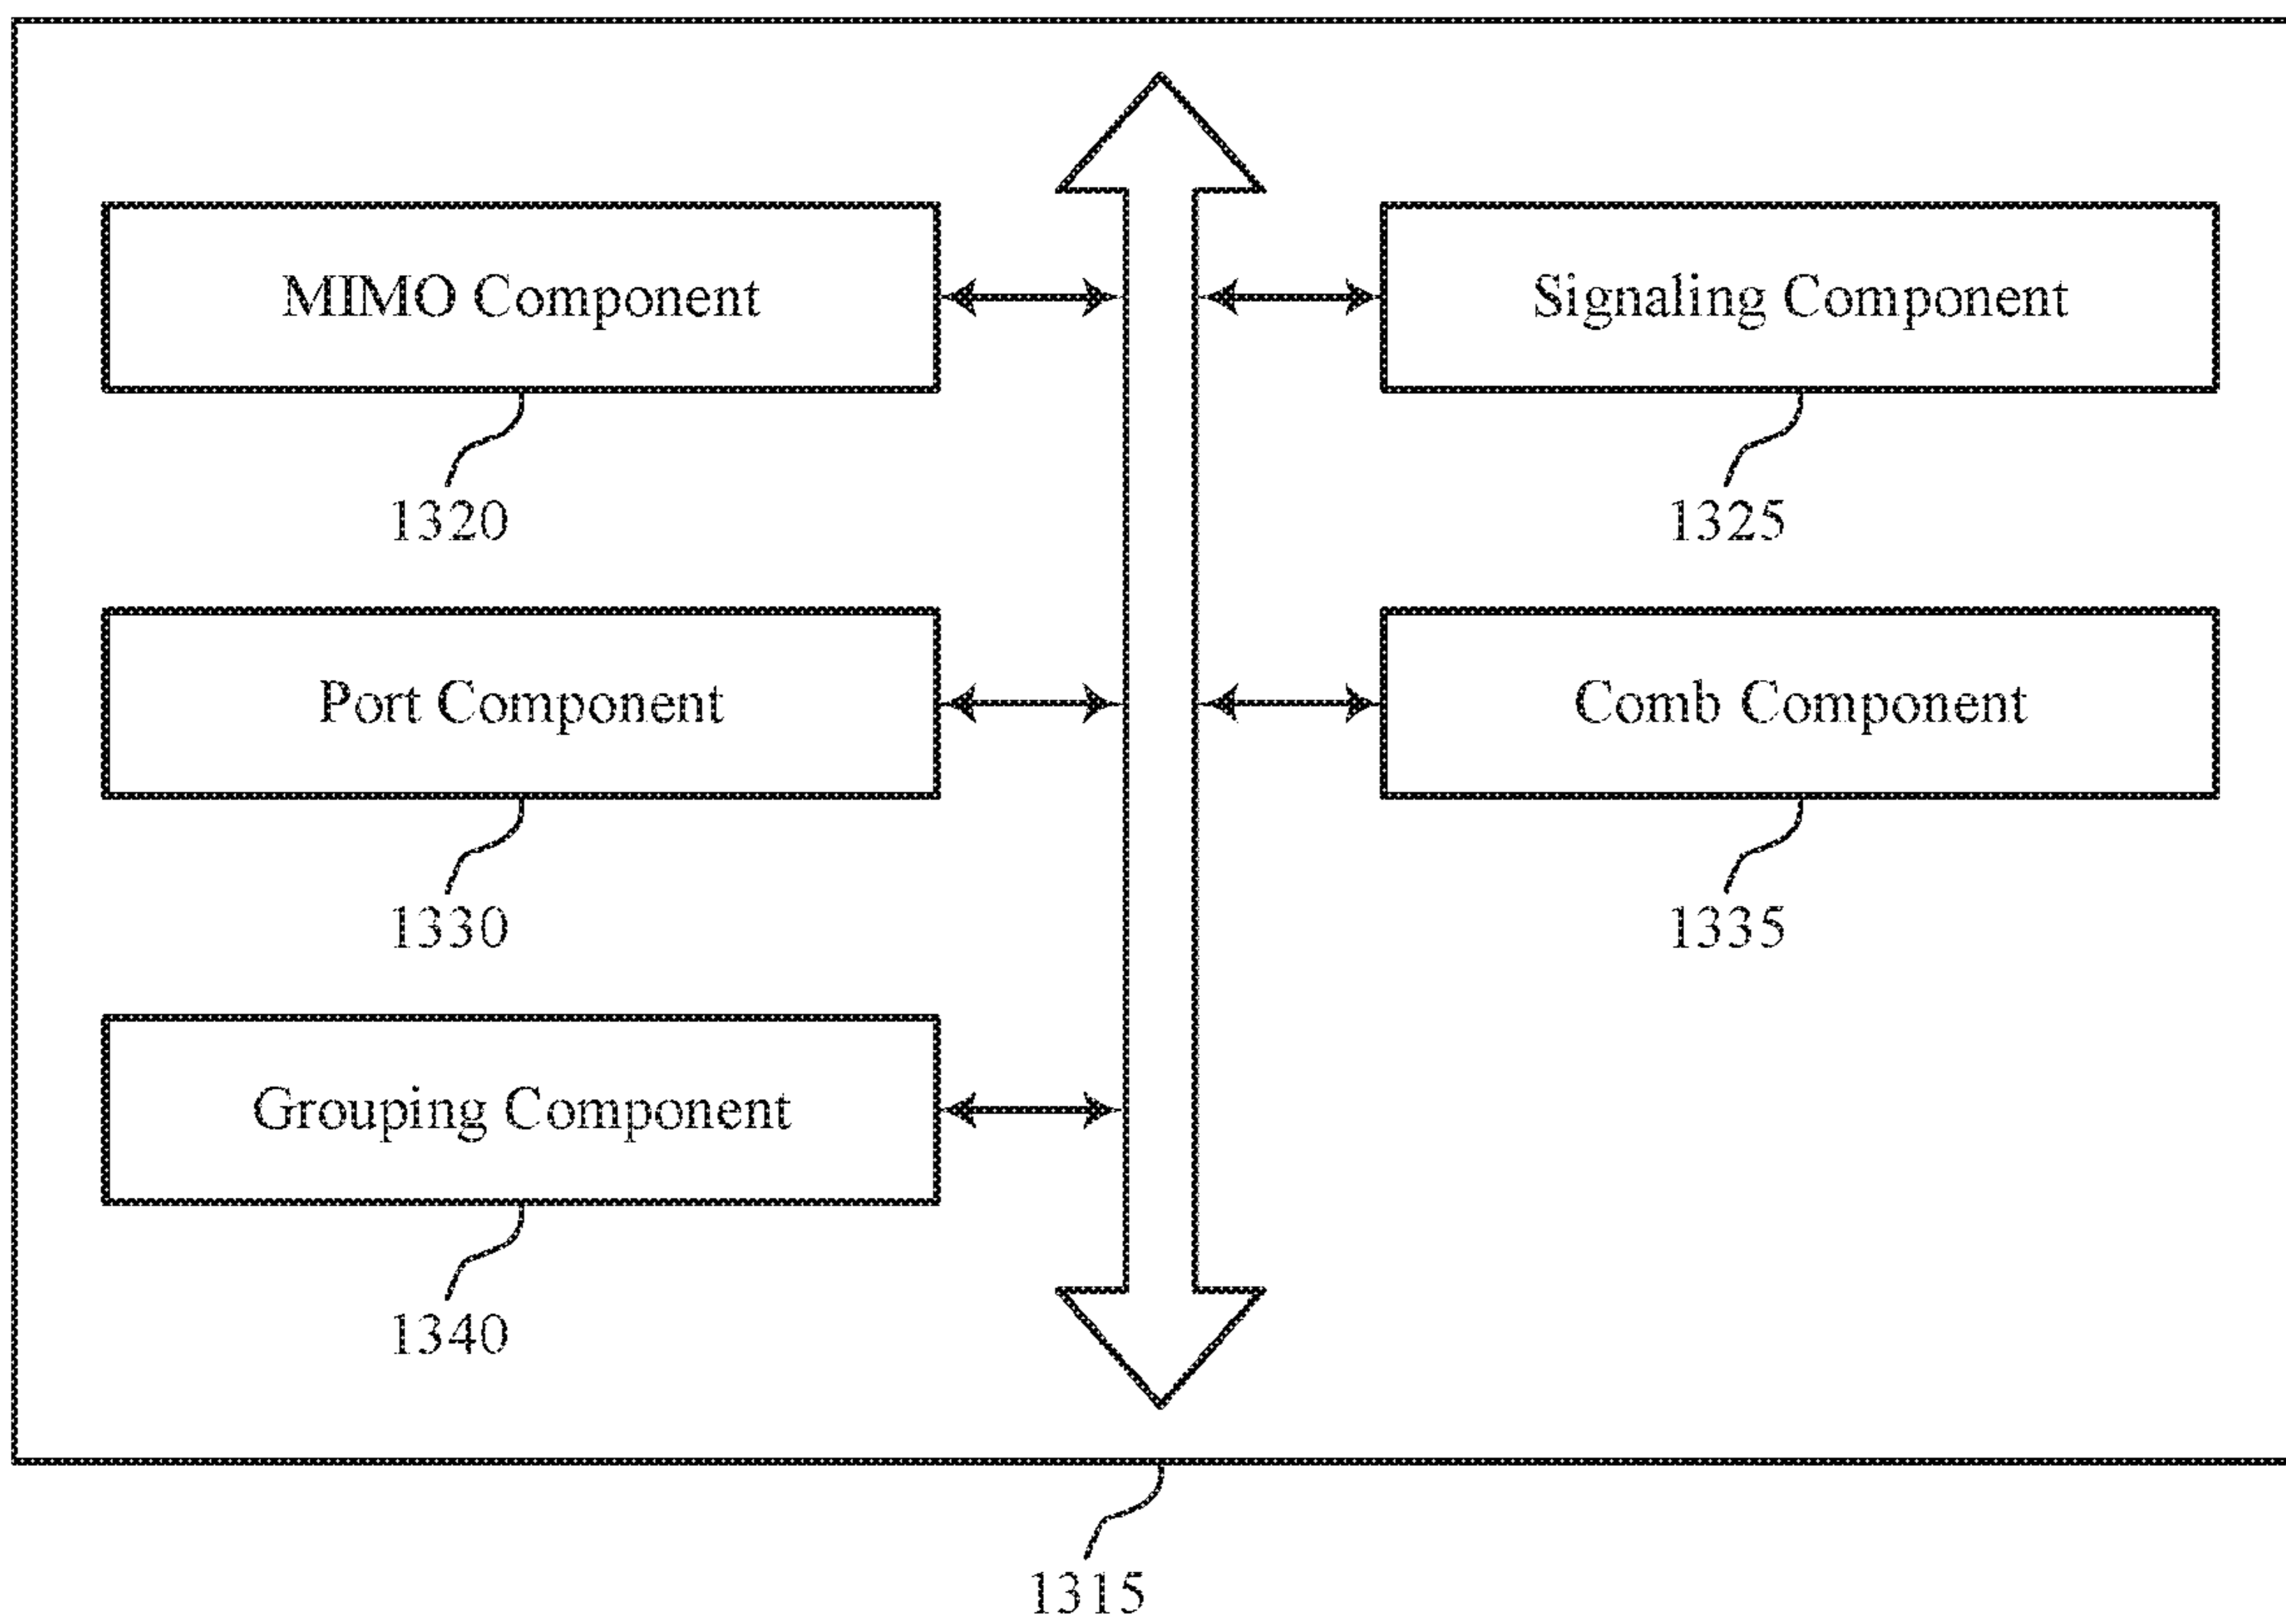 MIMO Component
Signaling Component
1320
1325
Port Component
Comb Component
1330
1335
Grouping Component
1340
1315